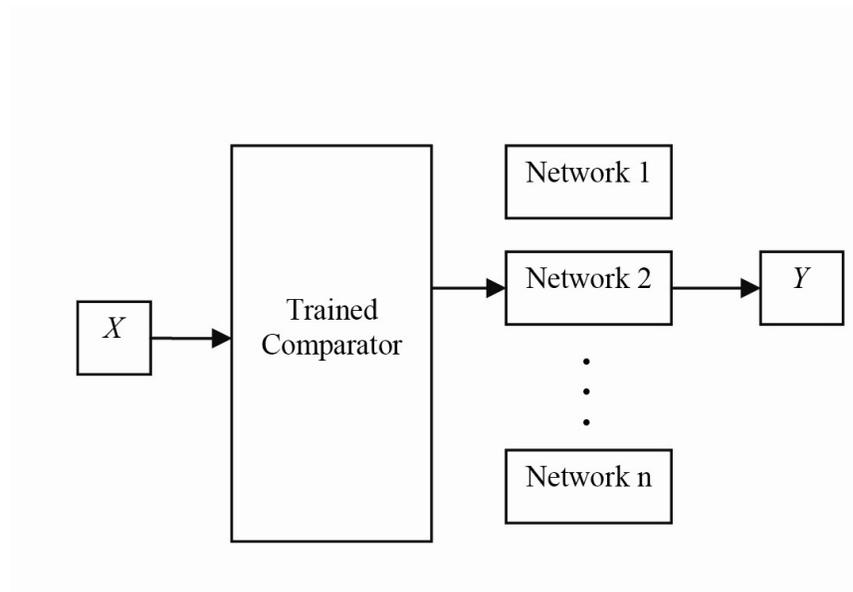 Network 1
Network 2
Y
X
Trained
Comparator
Network n